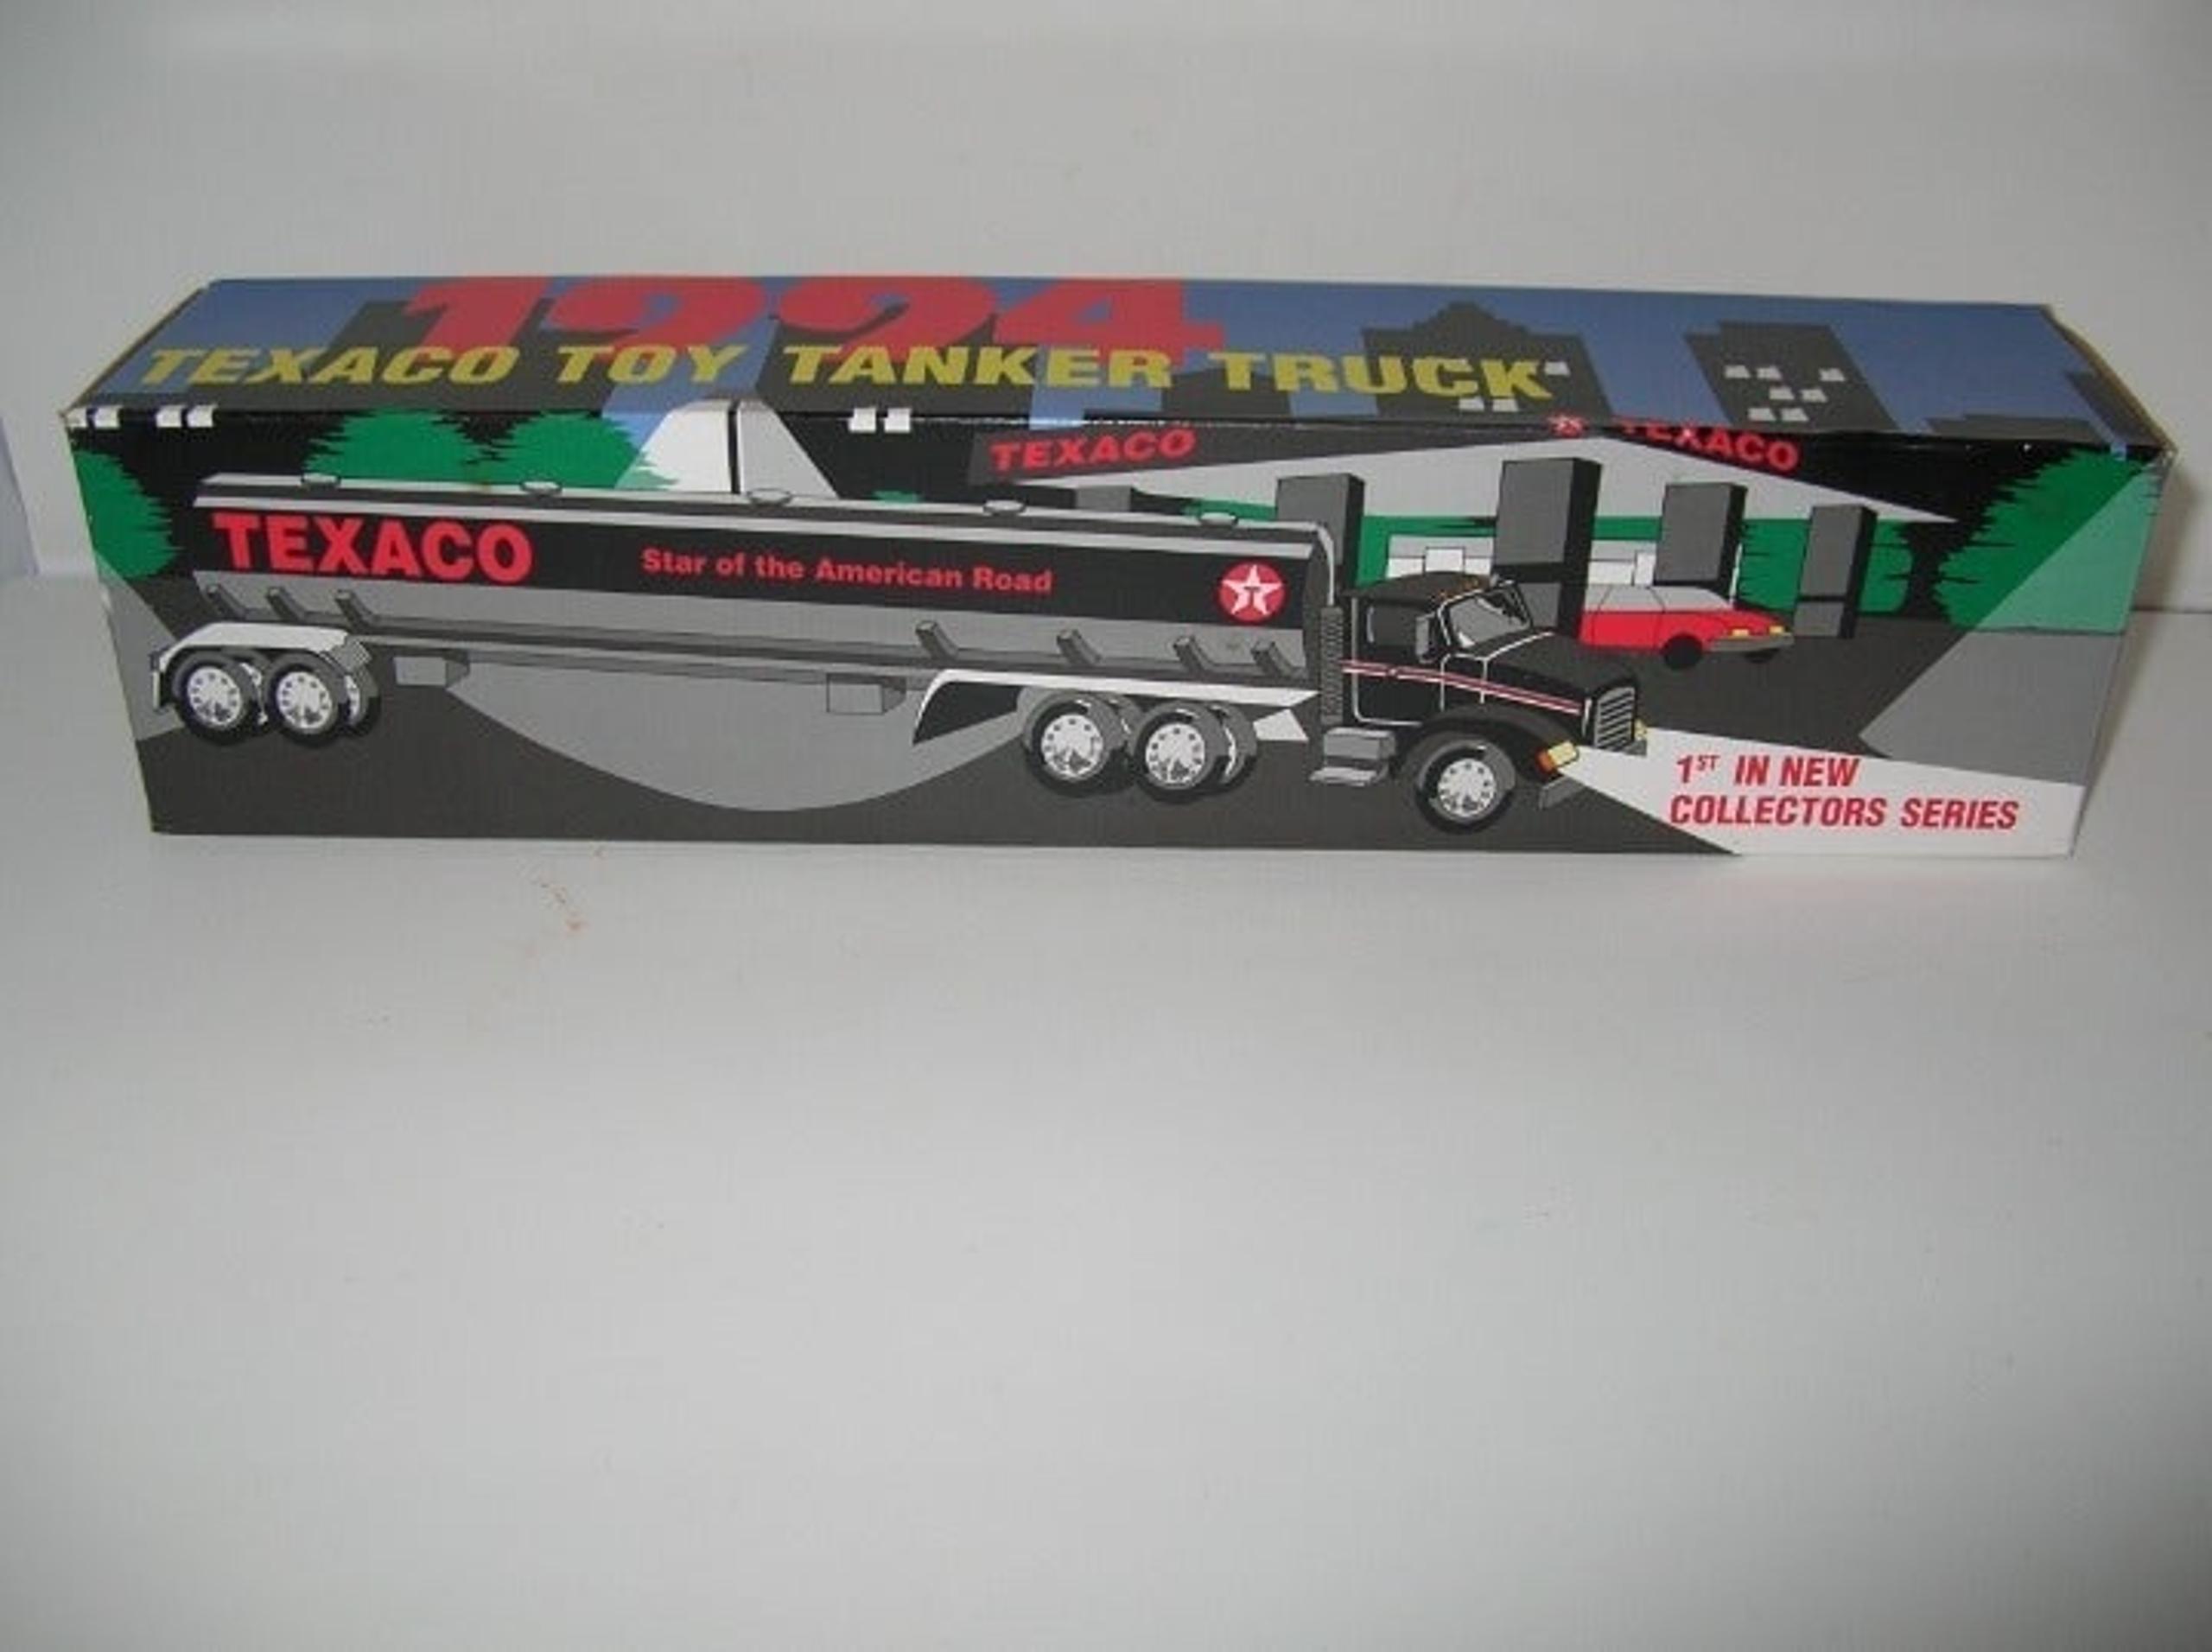 1994
TEXACO TOY TANKER TRUCK
TEXACO
TEXACO
TEXACO
Star of the American Road
T
1ST IN NEW
COLLECTORS SERIES